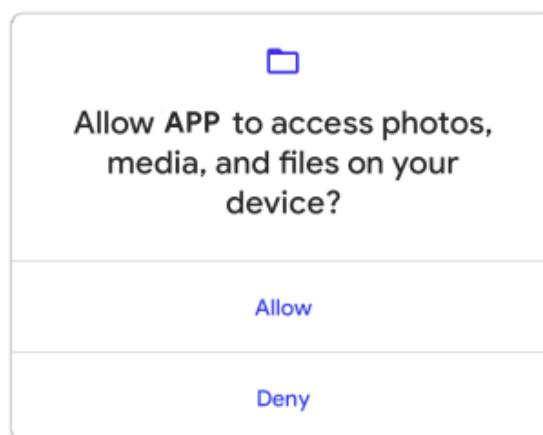 Allow APP to access photos,
media, and files on your
device?
Allow
Deny